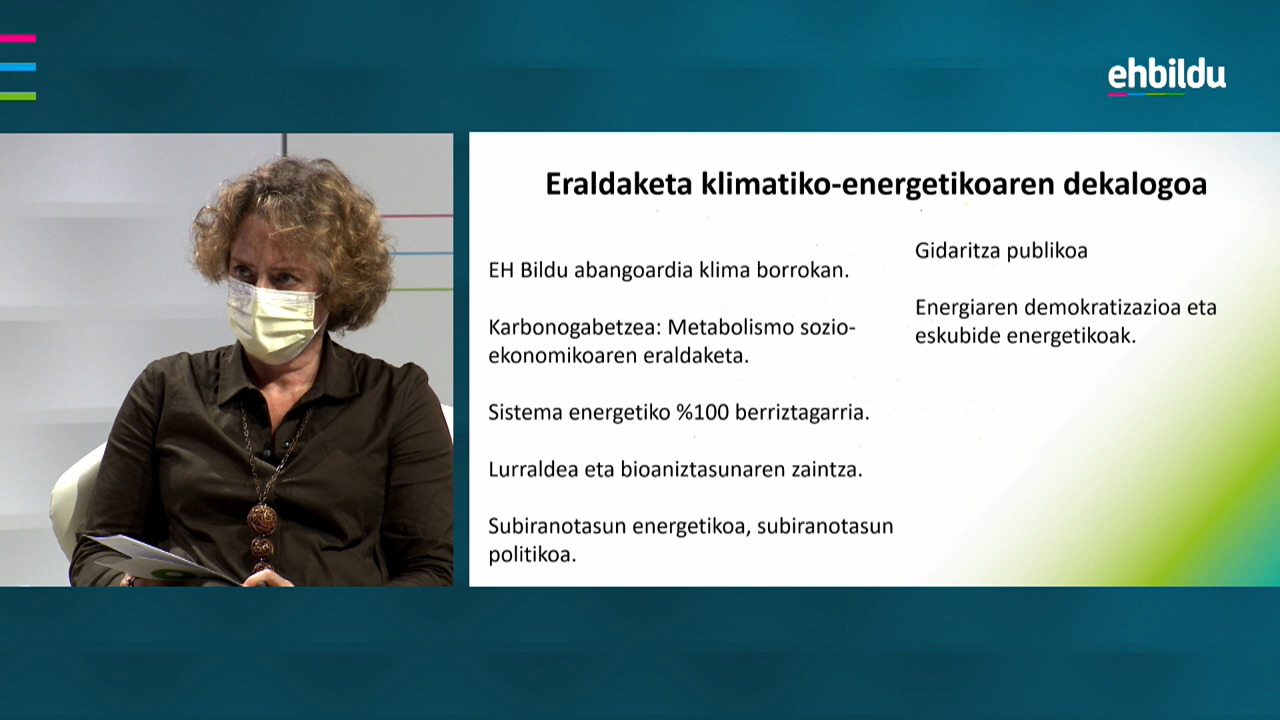 ehbildu
Eraldaketa klimatiko-energetikoaren dekalogoa
EH Bildu abangoardia klima borrokan.
Karbonogabetzea: Metabolismo sozio-
ekonomikoaren eraldaketa.
Sistema energetiko %100 berriztagarria.
Lurraldea eta bioaniztasunaren zaintza.
Subiranotasun energetikoa, subiranotasun
politikoa.
Gidaritza publikoa
Energiaren demokratizazioa eta
eskubide energetikoak.